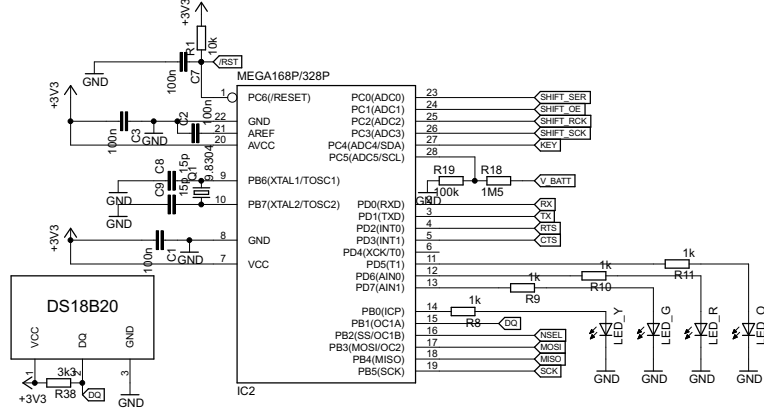 +3V3
R1
10k
/RST
GND
100n
C7
MEGA168P/328P
+3V3
100n
C3
GND
C2
100n
1
PC6(/RESET)
22
GND
21
AREF
20
AVCC
GND
GND
C9
C8
15p
15p
Q1
9.8304
9
PB6(XTAL1/TOSC1)
10
PB7(XTAL2/TOSC2)
+3V3
100n
C1
GND
8
GND
7
VCC
PC0(ADC0)
23
SHIFT_SER
PC1(ADC1)
24
SHIFT_OE
PC2(ADC2)
25
SHIFT_RCK
PC3(ADC3)
26
SHIFT_SCK
PC4(ADC4/SDA)
27
KEY
PC5(ADC5/SCL)
28
R19
100k
GND
R18
1M5
V_BATT
PD0(RXD)
2
RX
PD1(TXD)
3
TX
PD2(INT0)
4
RTS
PD3(INT1)
5
CTS
PD4(XCK/T0)
6
PD5(T1)
11
1k
R11
PD6(AIN0)
12
1k
R10
PD7(AIN1)
13
1k
R9
PB0(ICP)
14
1k
R8
PB1(OC1A)
15
DQ
PB2(SS/OC1B)
16
NSEL
PB3(MOSI/OC2)
17
MOSI
PB4(MISO)
18
MISO
PB5(SCK)
19
SCK
IC2
LED_Y
LED_G
LED_R
LED_O
GND
GND
GND
GND
DS18B20
VCC
DQ
GND
1
2
3
3k3
R38
+3V3
DQ
GND